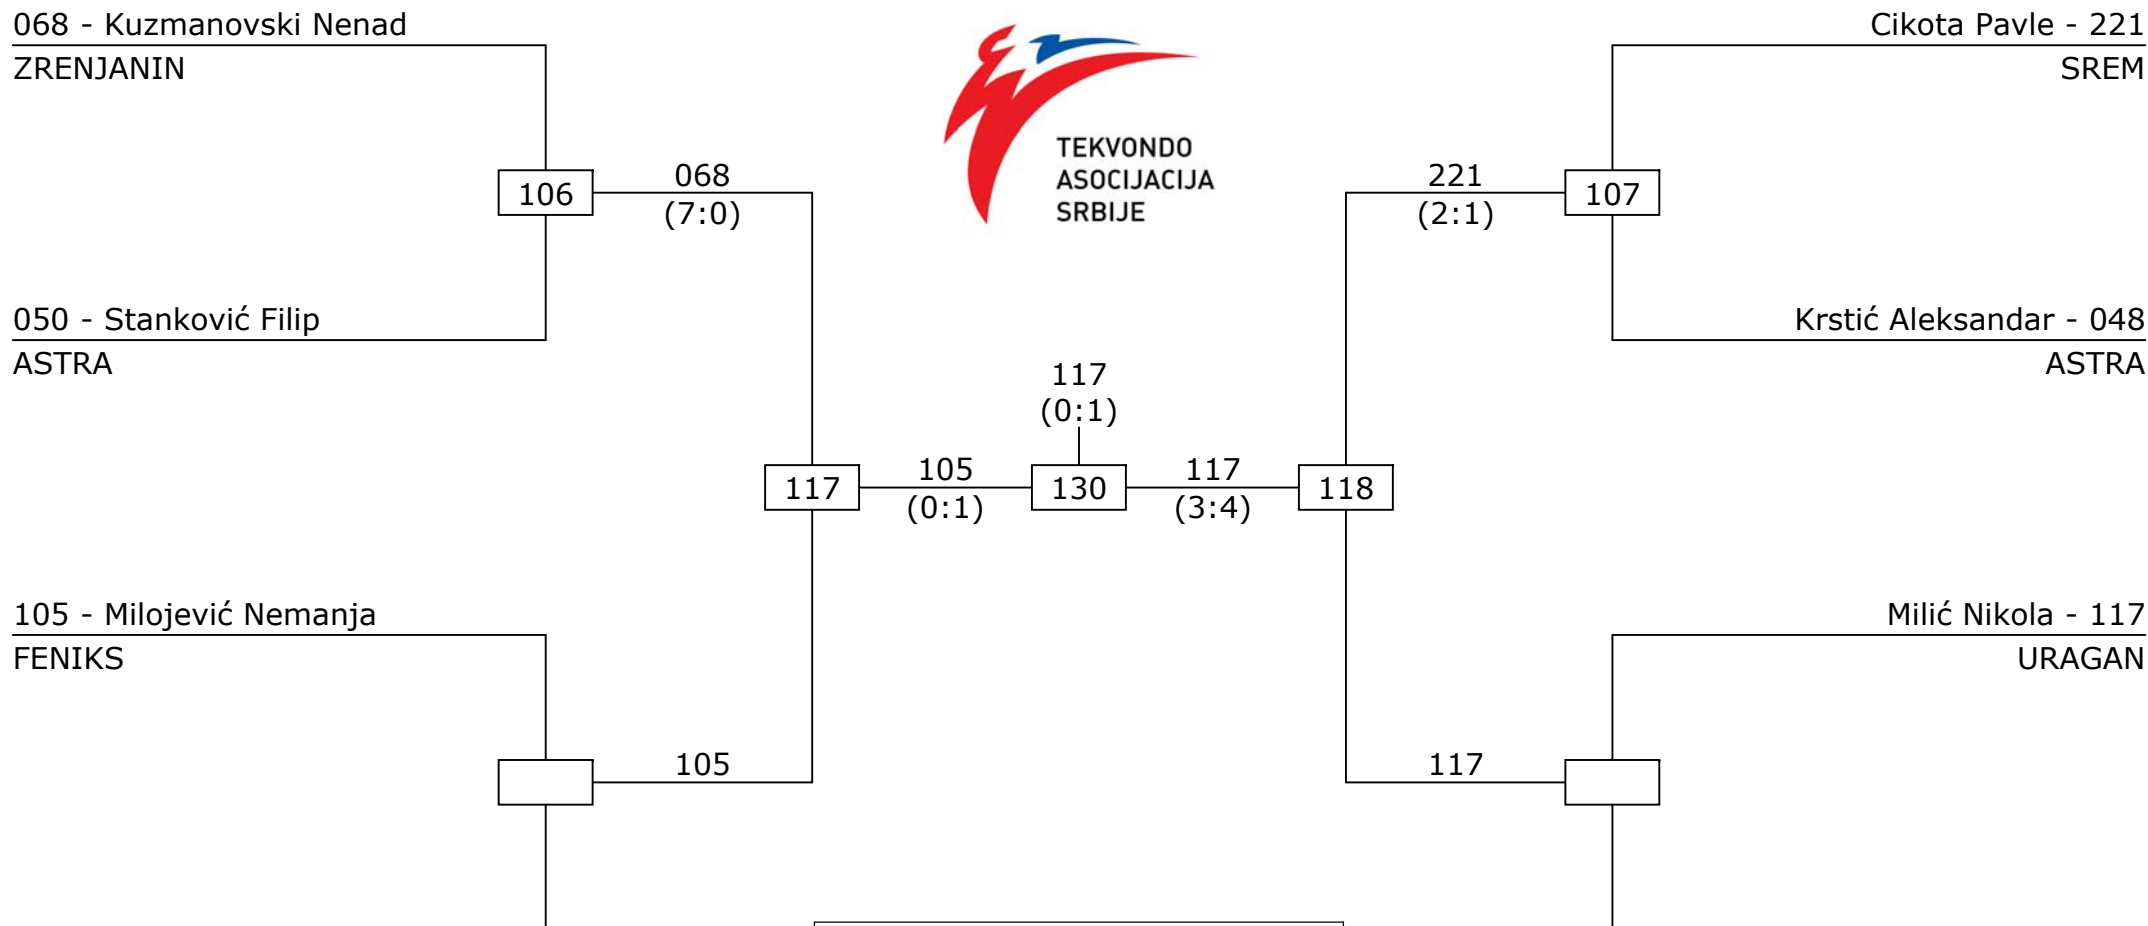 068 - Kuzmanovski Nenad
ZRENJANIN
Cikota Pavle - 221
SREM
TEKVONDO
ASOCIJACIJA
SRBIJE
106
068
(7:0)
221
(2:1)
107
050 - Stanković Filip
ASTRA
Krstić Aleksandar - 048
ASTRA
117
(0:1)
117
105
(0:1)
130
117
(3:4)
118
105 - Milojević Nemanja
FENIKS
Milić Nikola - 117
URAGAN
105
117